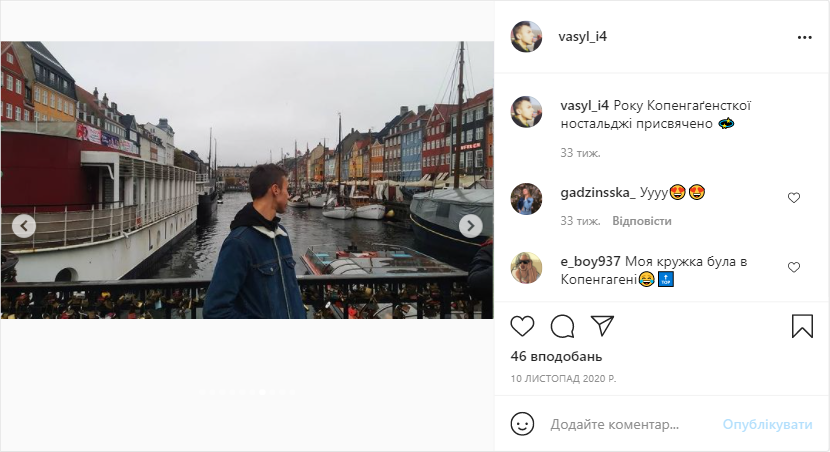 vasyl_i4
vasyl_i4 Року Копенгаґенсткої
ностальджі присвячено
33 тиж.
gadzinsska_ Уууу😍😍
33 тиж. Відповісти
e_boy937 Моя кружка була в
Копенгагені😂🔝
46 вподобань
10 ЛИСТОПАД 2020 Р.
Додайте коментар... Опублікувати